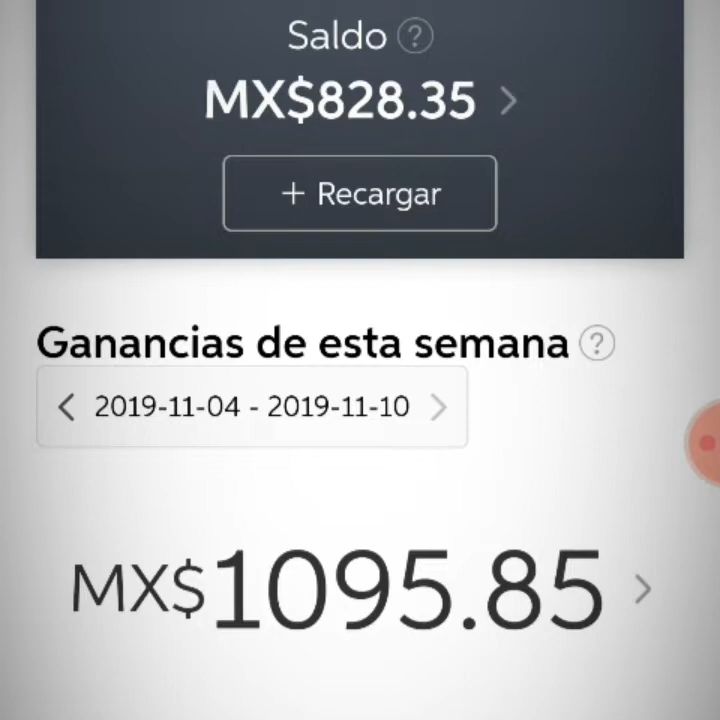 Saldo ?
MX$828.35 >
+ Recargar
Ganancias de esta semana ?
< 2019-11-04 - 2019-11-10 >
MX$1095.85 >